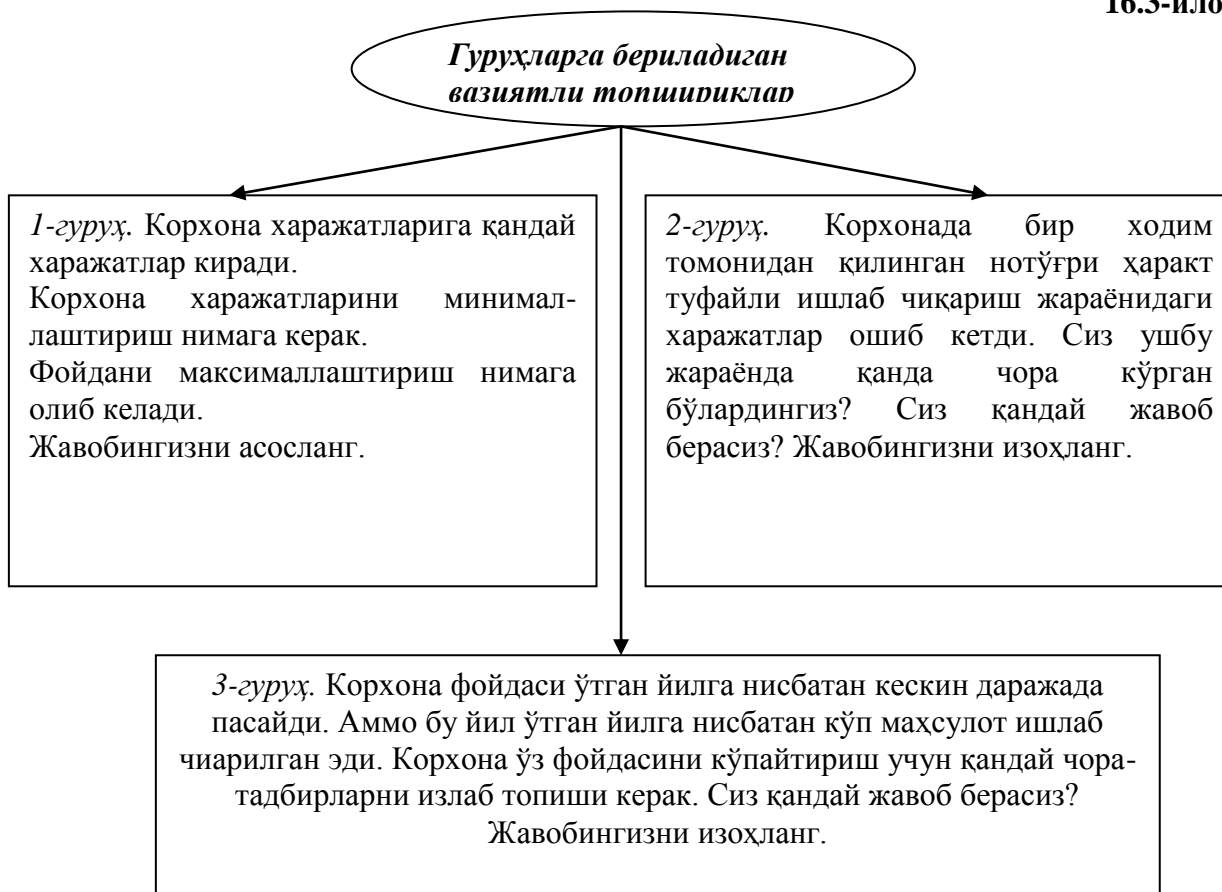 16.3-ило
Гуруҳларга бериладиган
вазиятли топшириқлар
1-гуруҳ. Корхона харажатларига қандай
харажатлар киради.
Корхона харажатларини минимал-
лаштириш нимага керак.
Фойдани максималлаштириш нимага
олиб келади.
Жавобингизни асосланг.
2-гуруҳ. Корхонада бир ходим
томонидан қилинган нотўғри ҳаракт
туфайли ишлаб чиқариш жараёнидаги
харажатлар ошиб кетди. Сиз ушбу
жараёнда қанда чора кўрган
бўлардингиз? Сиз қандай жавоб
берасиз? Жавобингизни изоҳланг.
3-гуруҳ. Корхона фойдаси ўтган йилга нисбатан кескин даражада
пасайди. Аммо бу йил ўтган йилга нисбатан кўп маҳсулот ишлаб
чиарилган эди. Корхона ўз фойдасини кўпайтириш учун қандай чора-
тадбирларни излаб топиши керак. Сиз қандай жавоб берасиз?
Жавобингизни изоҳланг.